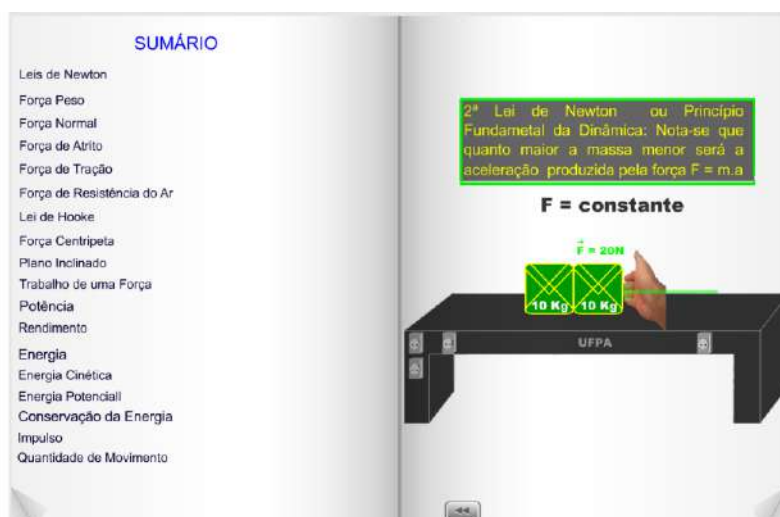 SUMÁRIO
Leis de Newton
Força Peso
Força Normal
Força de Atrito
Força de Tração
Força de Resistência do Ar
Lei de Hooke
Força Centripeta
Plano Inclinado
Trabalho de uma Força
Potência
Rendimento
Energia
Energia Cinética
Energia Potenciall
Conservação da Energia
Impulso
Quantidade de Movimento
2ª Lei de Newton ou Princípio
Fundametal da Dinâmica: Nota-se que
quanto maior a massa menor será a
aceleração produzida pela força F = m.a
F = constante
F = 20N
10 Kg 10 Kg
UFPA